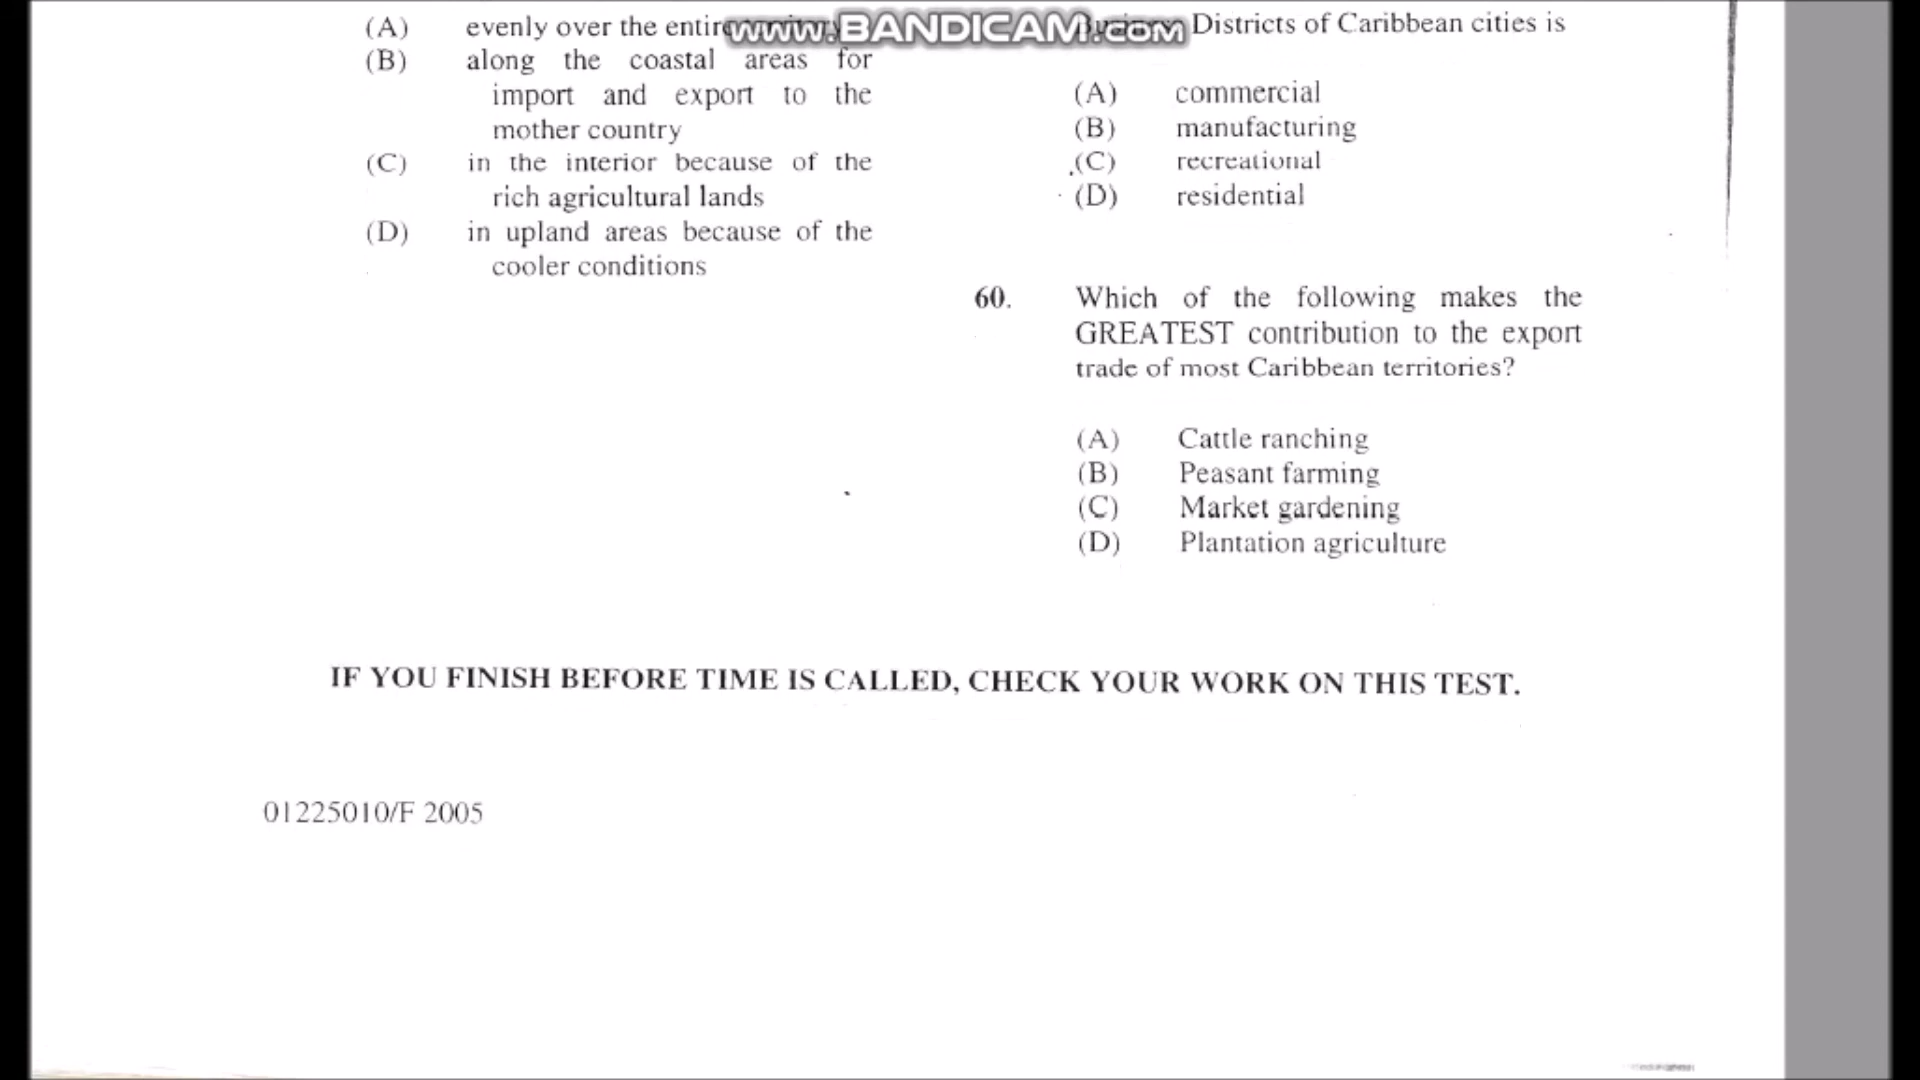 (A) evenly over the entire
(B) along the coastal areas for
import and export to the
mother country
(C) in the interior because of the
rich agricultural lands
(D) in upland areas because of the
cooler conditions
www.BANDICAM.com
Districts of Caribbean cities is
(A) commercial
(B) manufacturing
(C) recreational
(D) residential
60. Which of the following makes the
GREATEST contribution to the export
trade of most Caribbean territories?
(A) Cattle ranching
(B) Peasant farming
(C) Market gardening
(D) Plantation agriculture
IF YOU FINISH BEFORE TIME IS CALLED, CHECK YOUR WORK ON THIS TEST.
01225010/F 2005